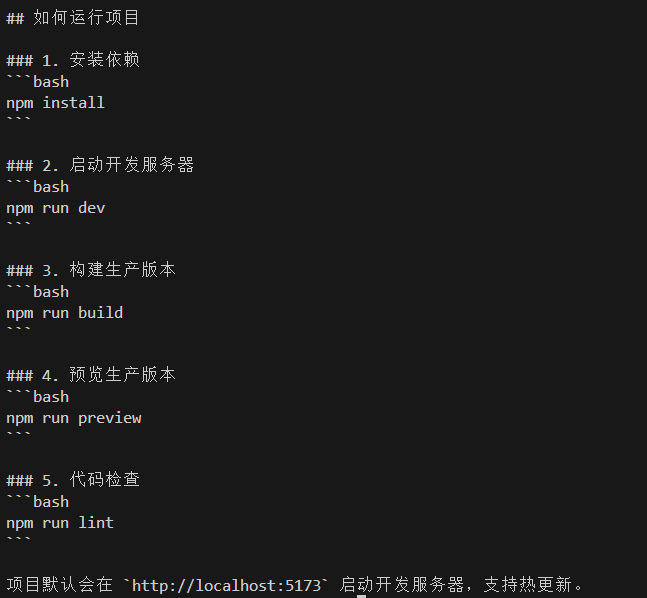 ## 如何运行项目
### 1. 安装依赖
```bash
npm install
```
### 2. 启动开发服务器
```bash
npm run dev
```
### 3. 构建生产版本
```bash
npm run build
```
### 4. 预览生产版本
```bash
npm run preview
```
### 5. 代码检查
```bash
npm run lint
```
项目默认会在 `http://localhost:5173` 启动开发服务器，支持热更新。